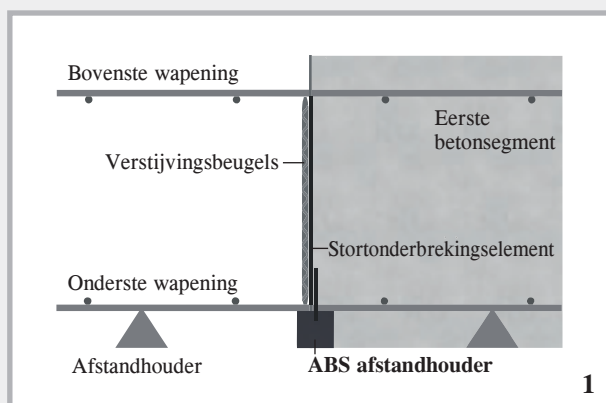 Bovenste wapening
Eerste
betonsegment
Verstijvingsbeugels
Stortonderbrekingselement
Onderste wapening
Afstandhouder
ABS afstandhouder
1